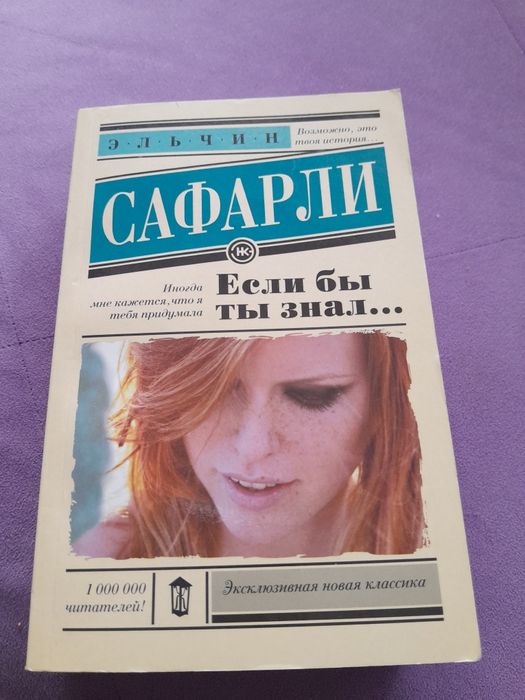 Э·Л·Ь·Ч·И·Н
Возможно, это
твоя история...
САФАРЛИ
НК
Иногда
мне кажется, что я
тебя придумала
Если бы
ты знал...
1 000 000
читателей!
Эксклюзивная новая классика